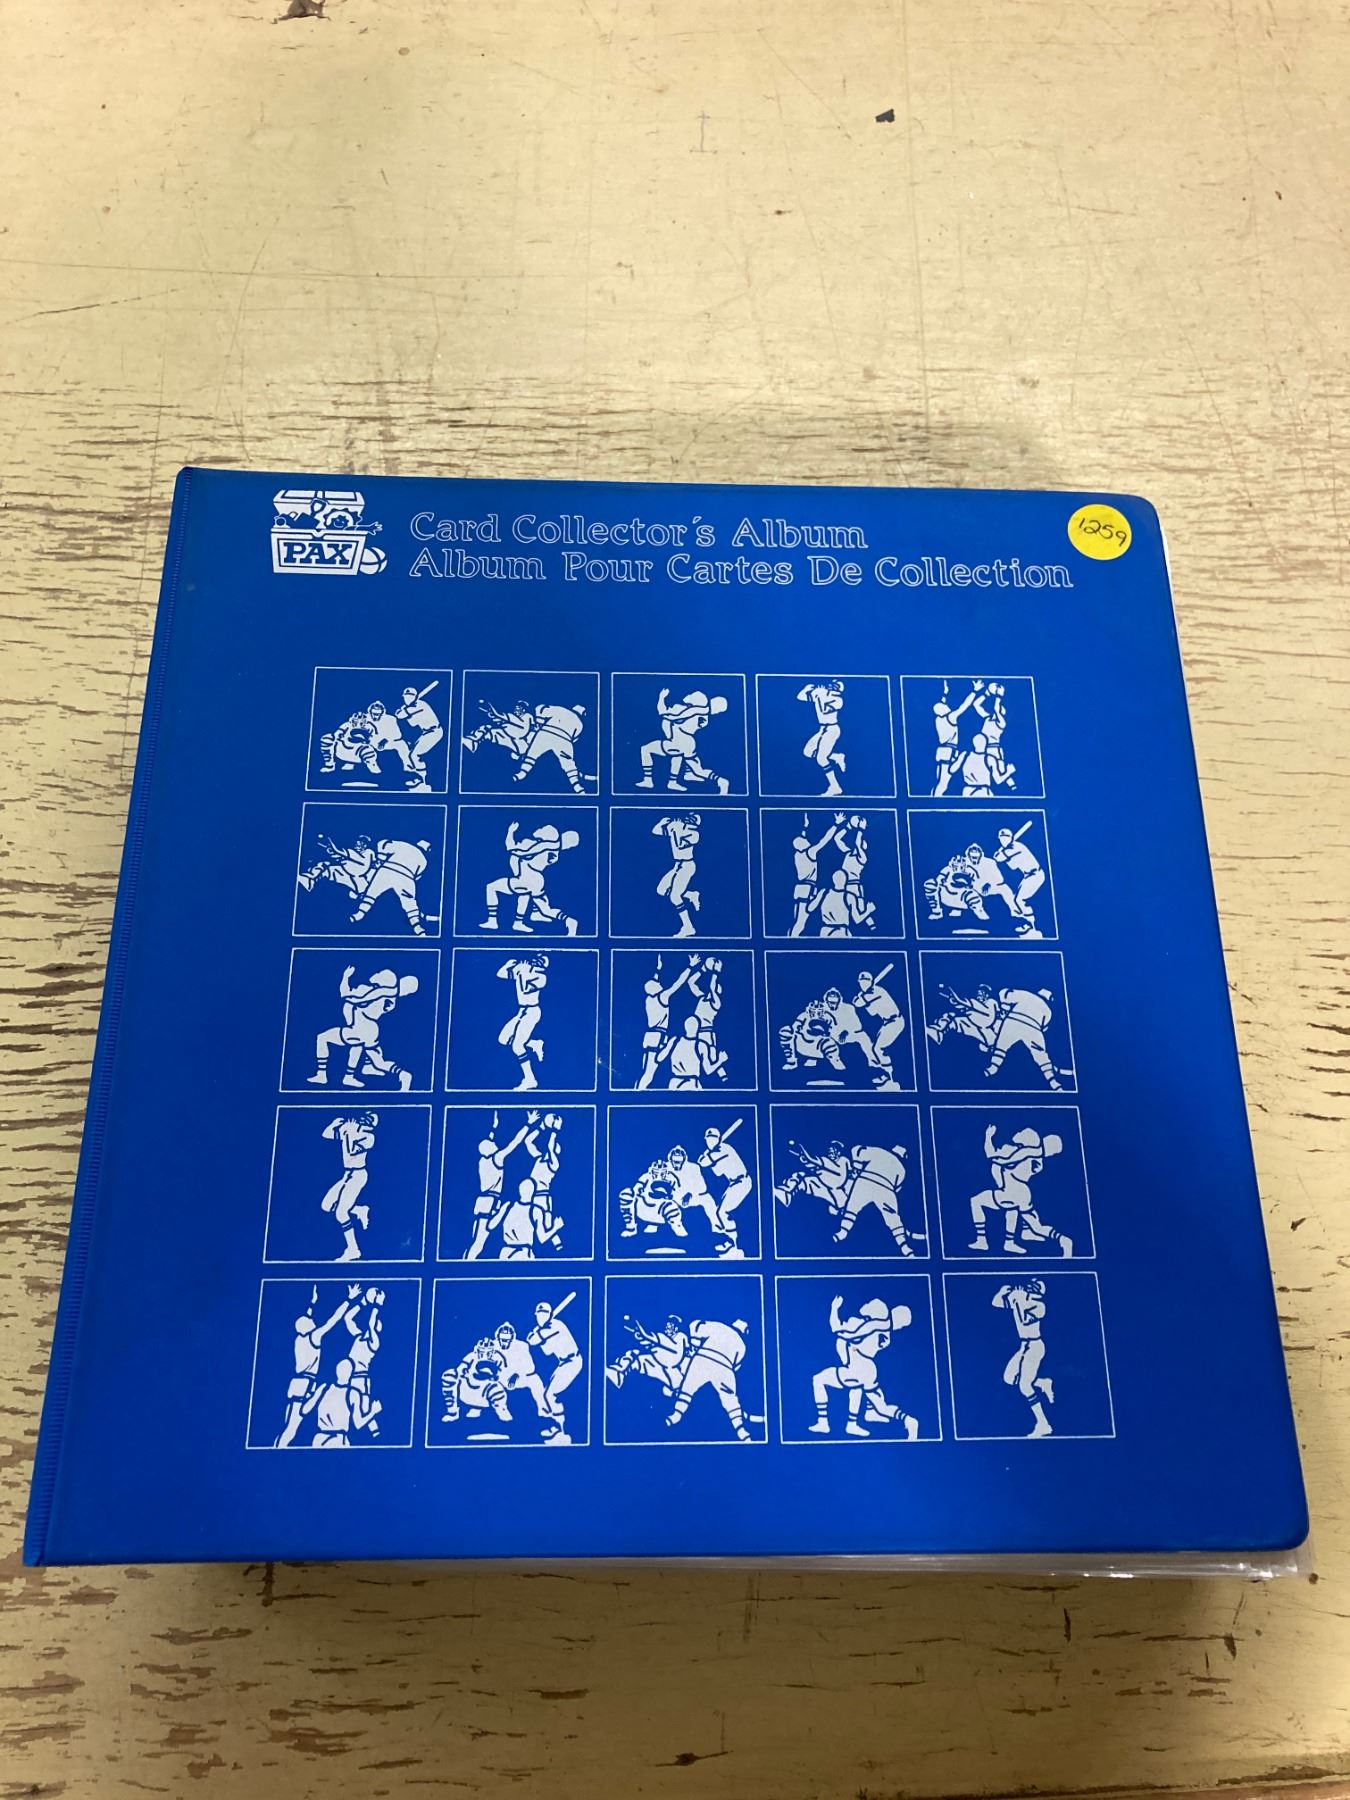 PAX
Card Collector's Album
Album Pour Cartes De Collection
1259